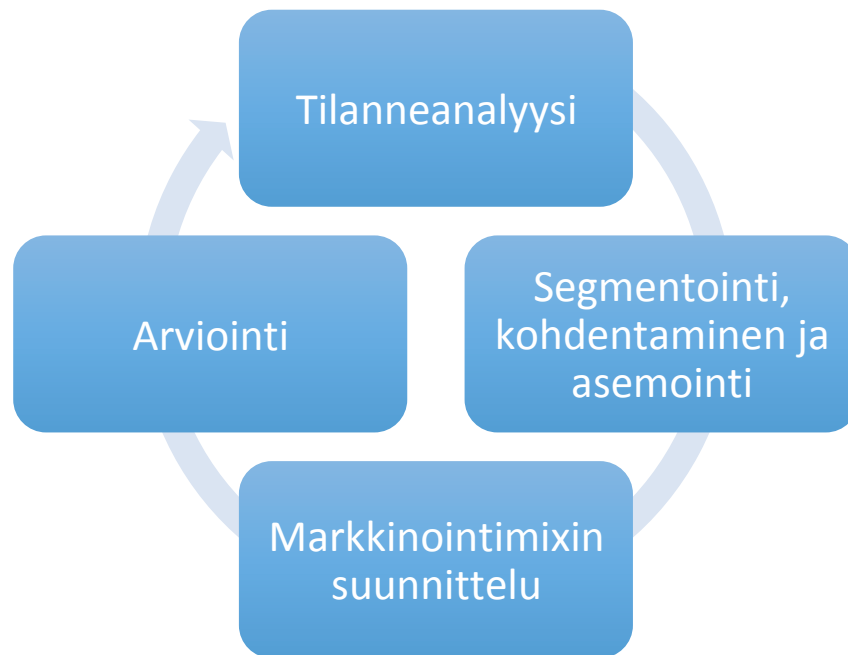 Tilanneanalyysi
Segmentointi,
kohdentaminen ja
asemointi
Markkinointimixin
suunnittelu
Arviointi